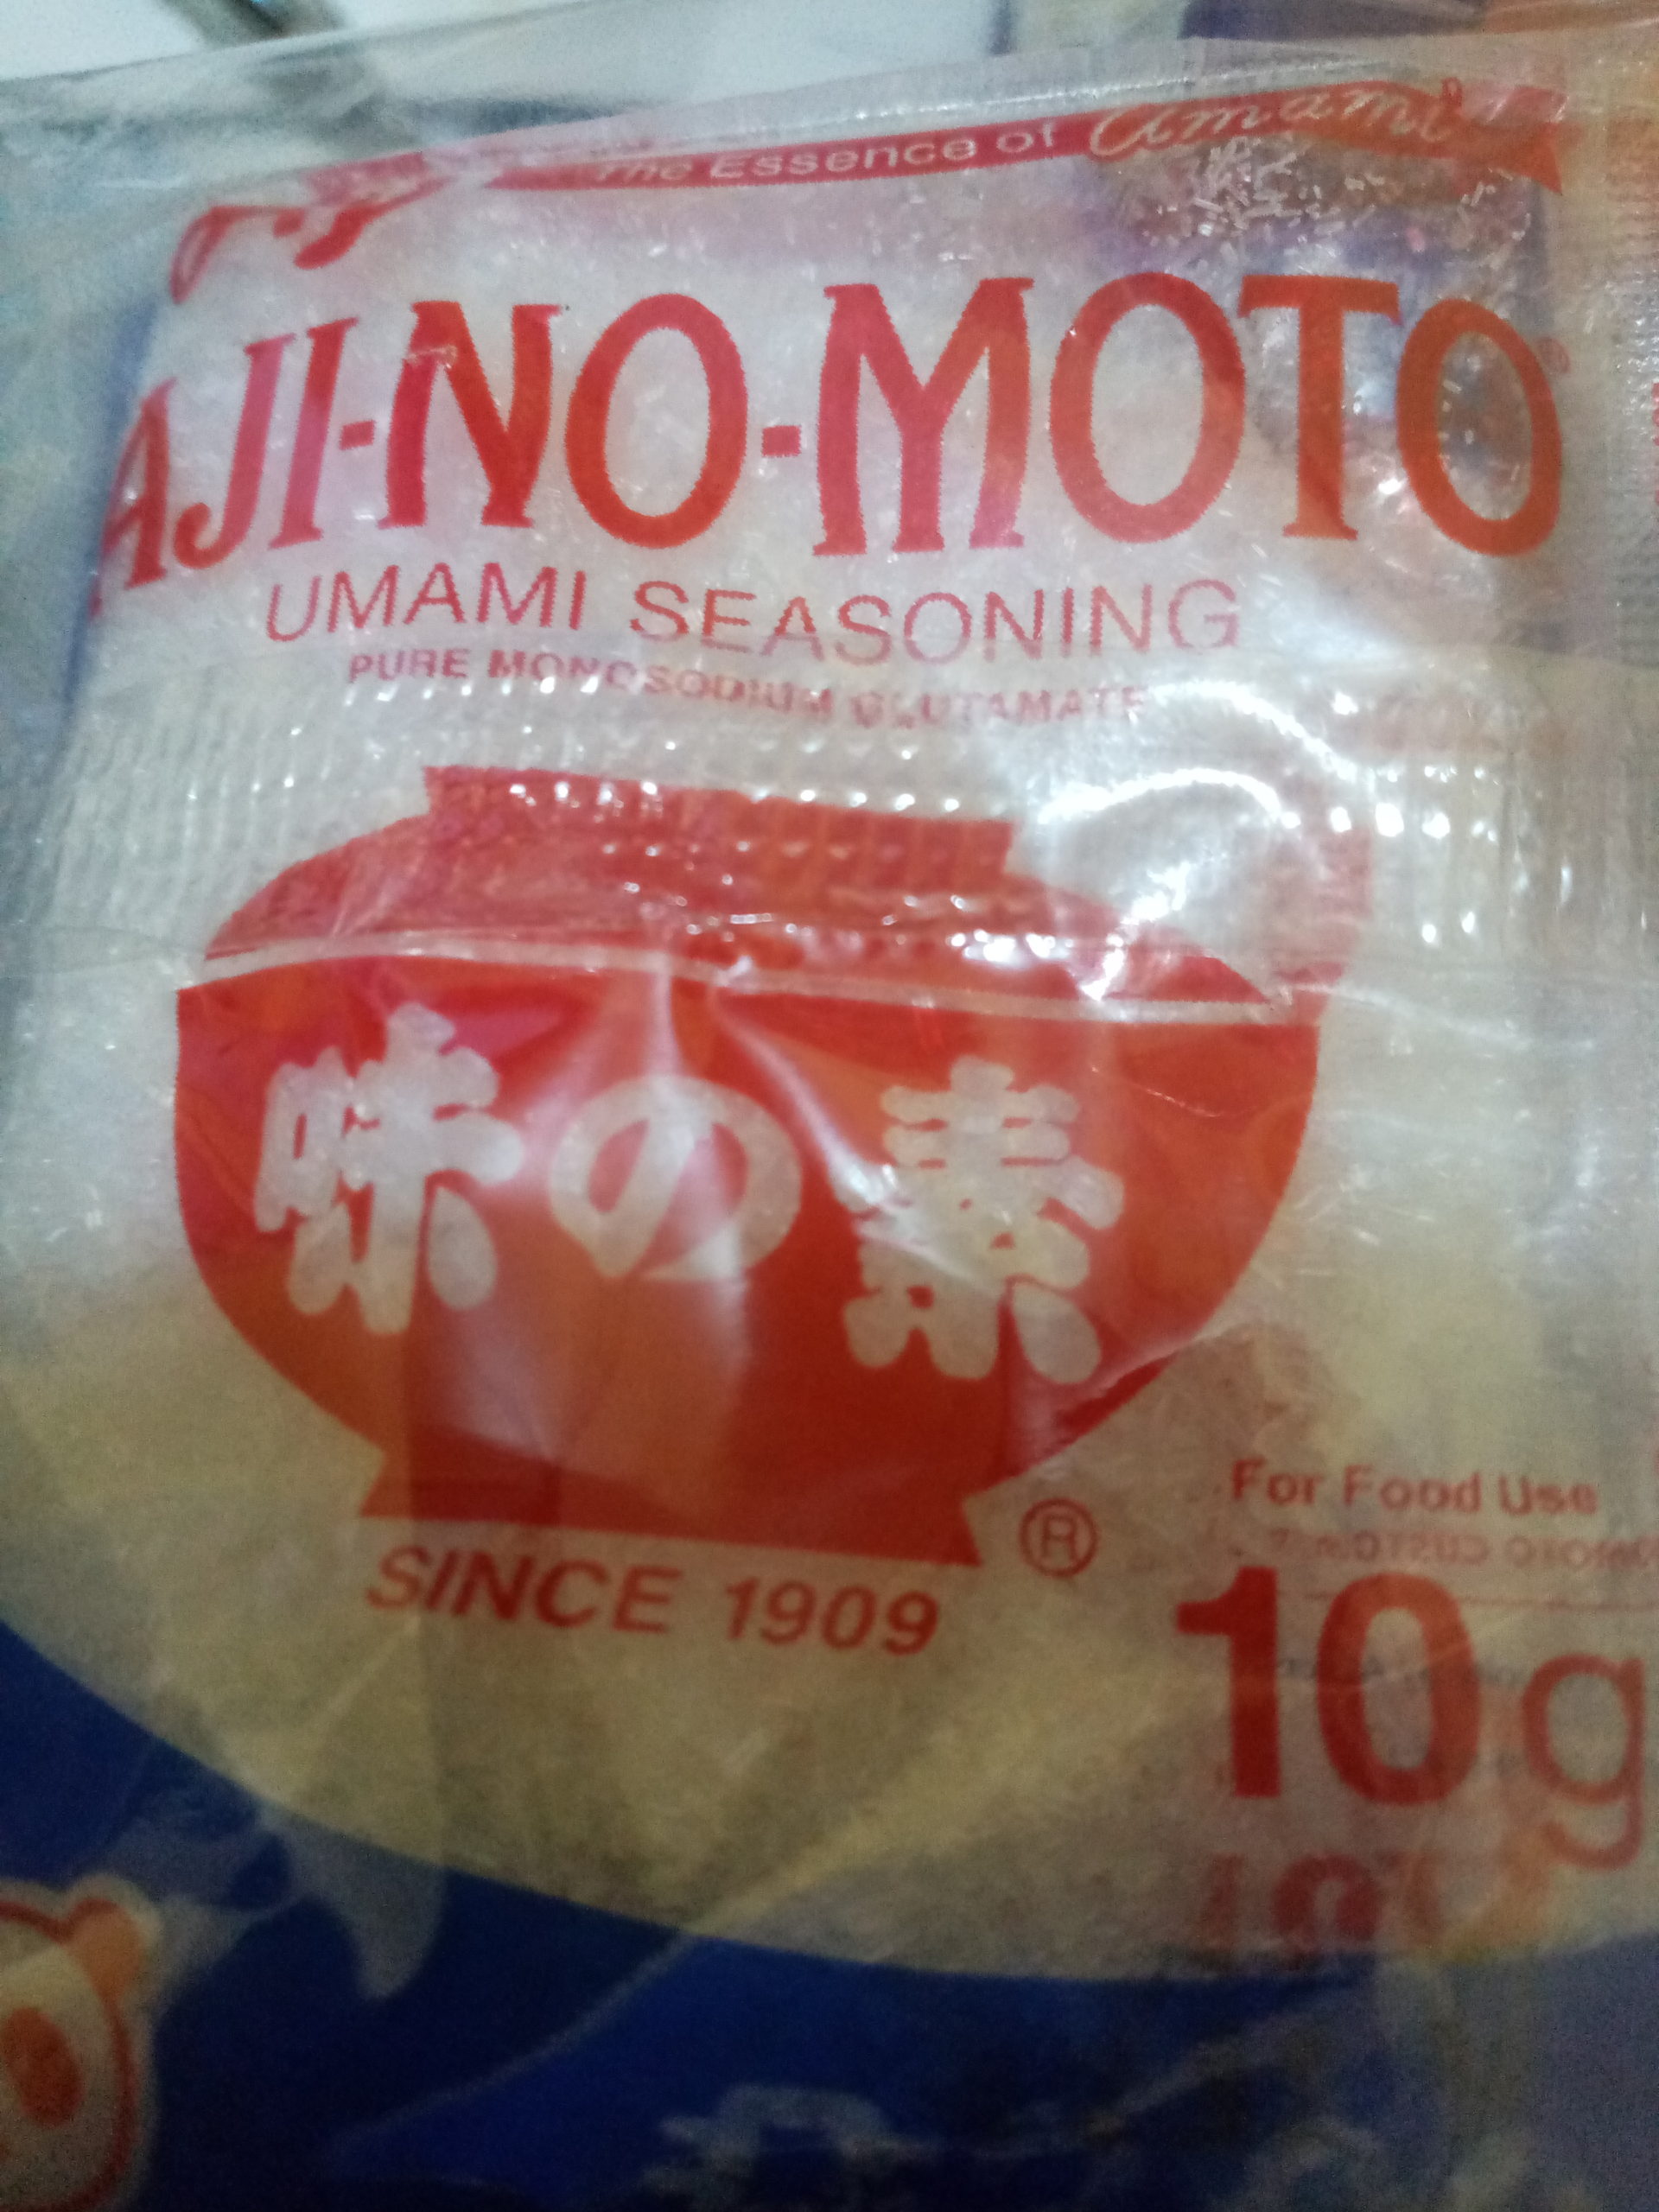 The Essence of Umami
AJI-NO-MOTO
UMAMI SEASONING
PURE MONOSODIUM GLUTAMATE
味の素
®
SINCE 1909
For Food Use
10g